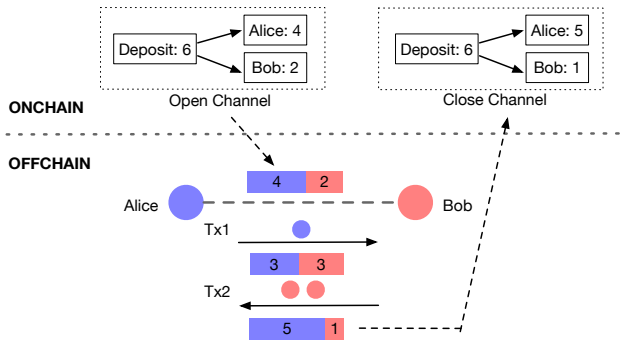 Deposit: 6
Alice: 4
Bob: 2
Open Channel
Deposit: 6
Alice: 5
Bob: 1
Close Channel
ONCHAIN
OFFCHAIN
4 2
Alice
Bob
Tx1
3 3
Tx2
5 1